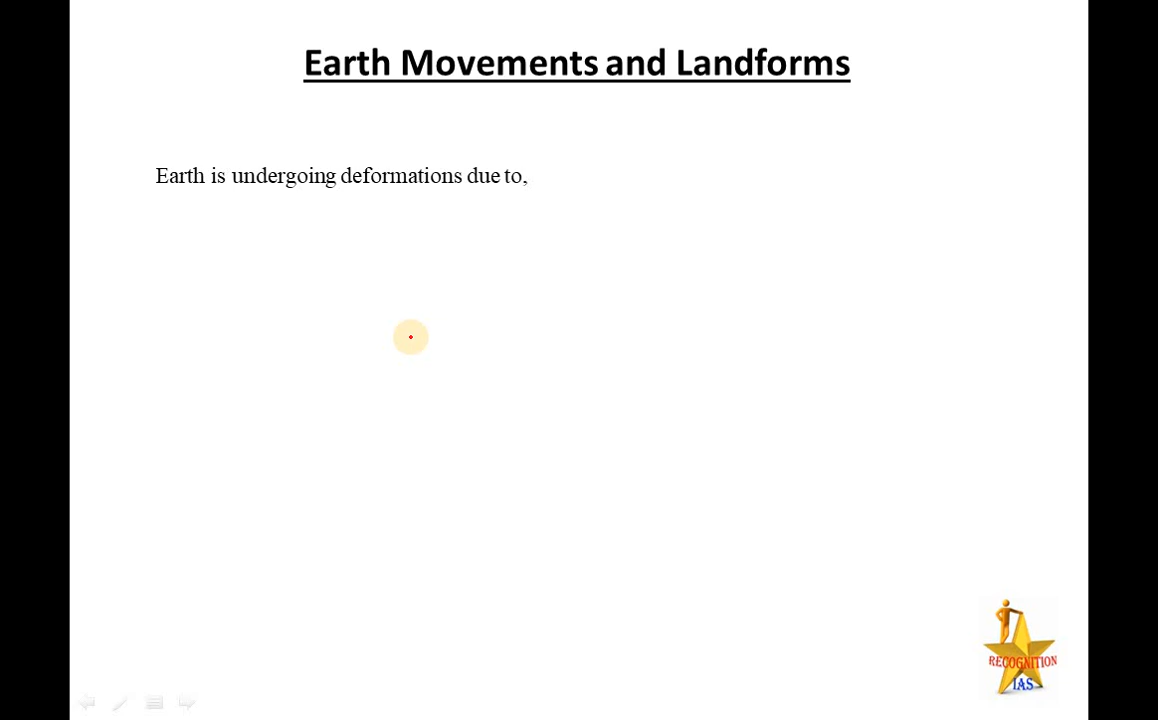 Earth Movements and Landforms
Earth is undergoing deformations due to,
RECOGNITION
IAS